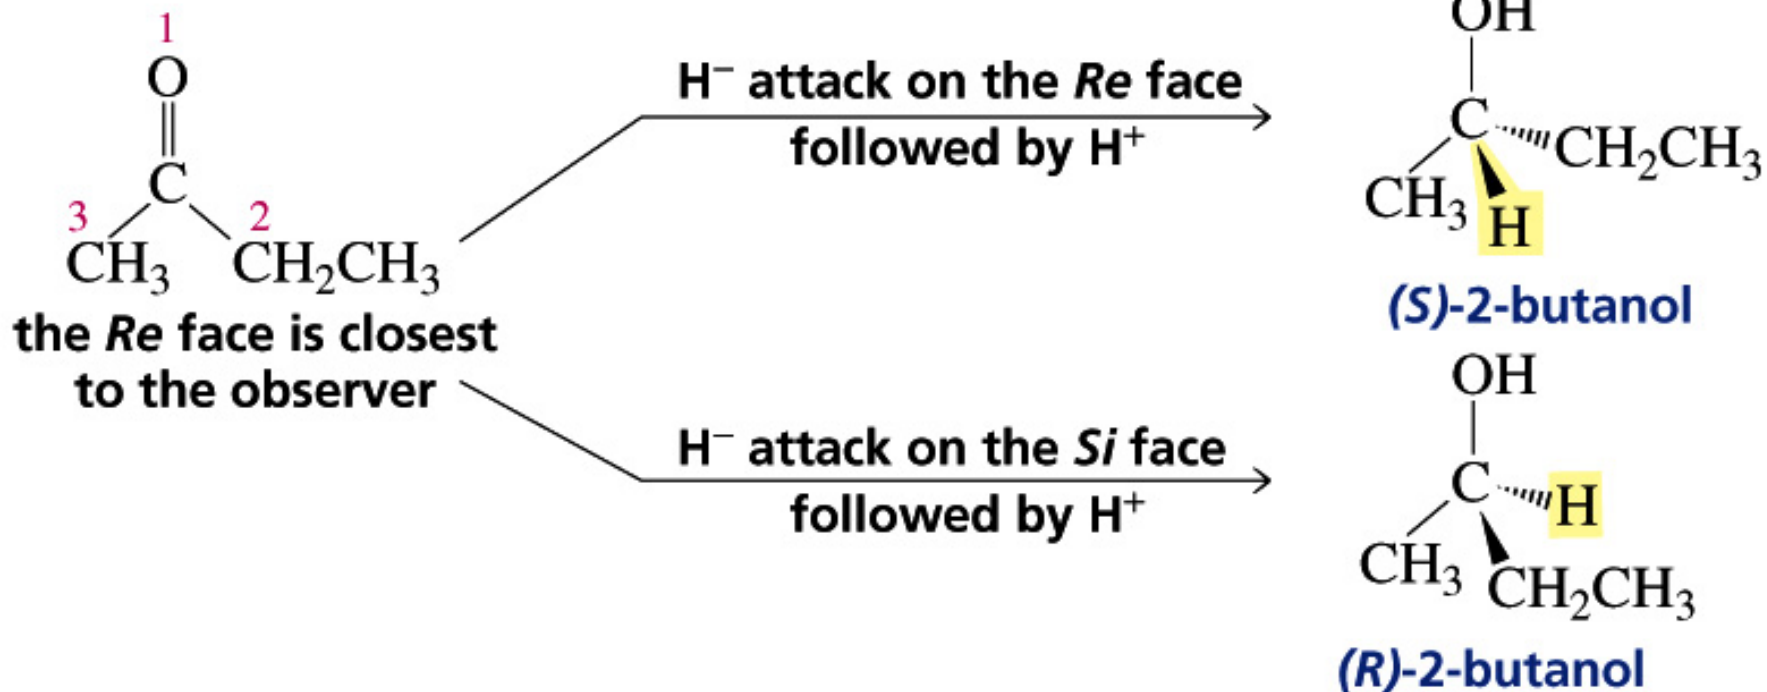 1
O
C
3
2
CH₃
CH₂CH₃
the Re face is closest
to the observer
H⁻ attack on the Re face
followed by H⁺
OH
C
CH₂CH₃
CH₃
H
(S)-2-butanol
H⁻ attack on the Si face
followed by H⁺
OH
C
H
CH₃
CH₂CH₃
(R)-2-butanol